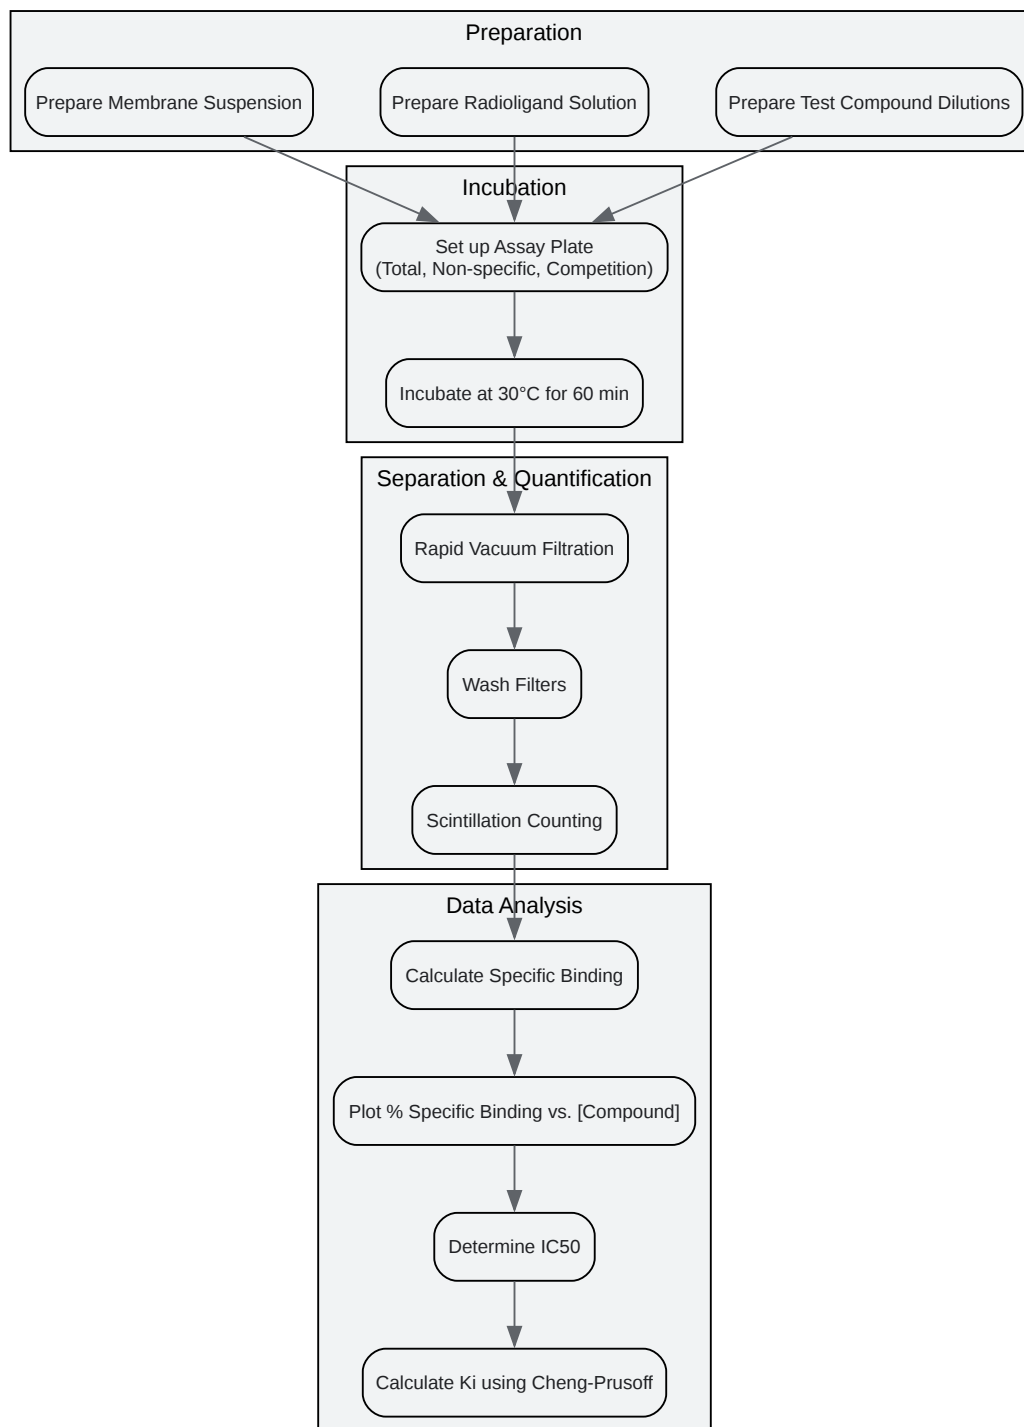 Preparation
Prepare Membrane Suspension
Prepare Radioligand Solution
Prepare Test Compound Dilutions
Incubation
Set up Assay Plate
(Total, Non-specific, Competition)
Incubate at 30°C for 60 min
Separation & Quantification
Rapid Vacuum Filtration
Wash Filters
Scintillation Counting
Data Analysis
Calculate Specific Binding
Plot % Specific Binding vs. [Compound]
Determine IC50
Calculate Ki using Cheng-Prusoff